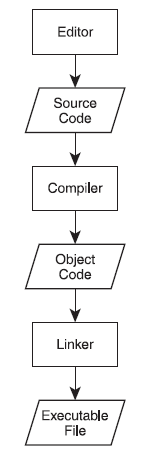 Editor
Source
Code
Compiler
Object
Code
Linker
Executable
File